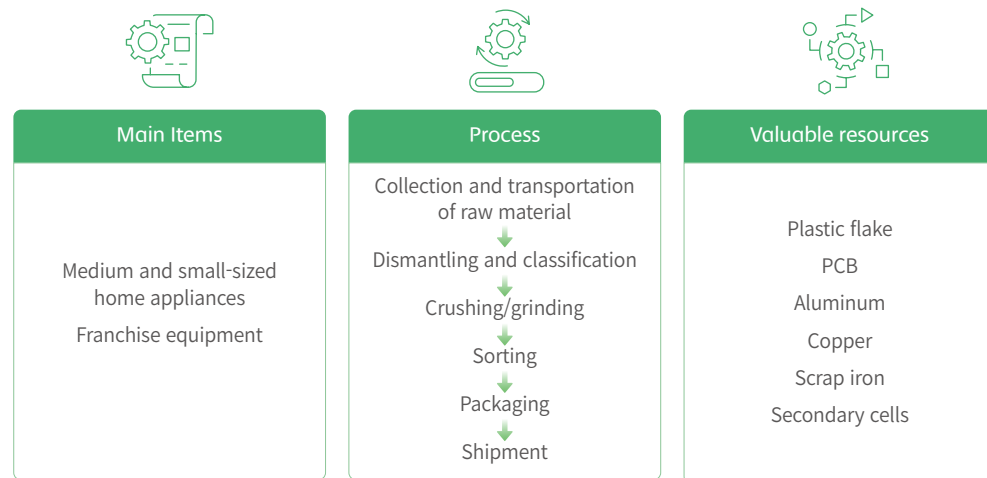 Main Items
Medium and small-sized
home appliances
Franchise equipment
Process
Collection and transportation
of raw material
Dismantling and classification
Crushing/grinding
Sorting
Packaging
Shipment
Valuable resources
Plastic flake
PCB
Aluminum
Copper
Scrap iron
Secondary cells